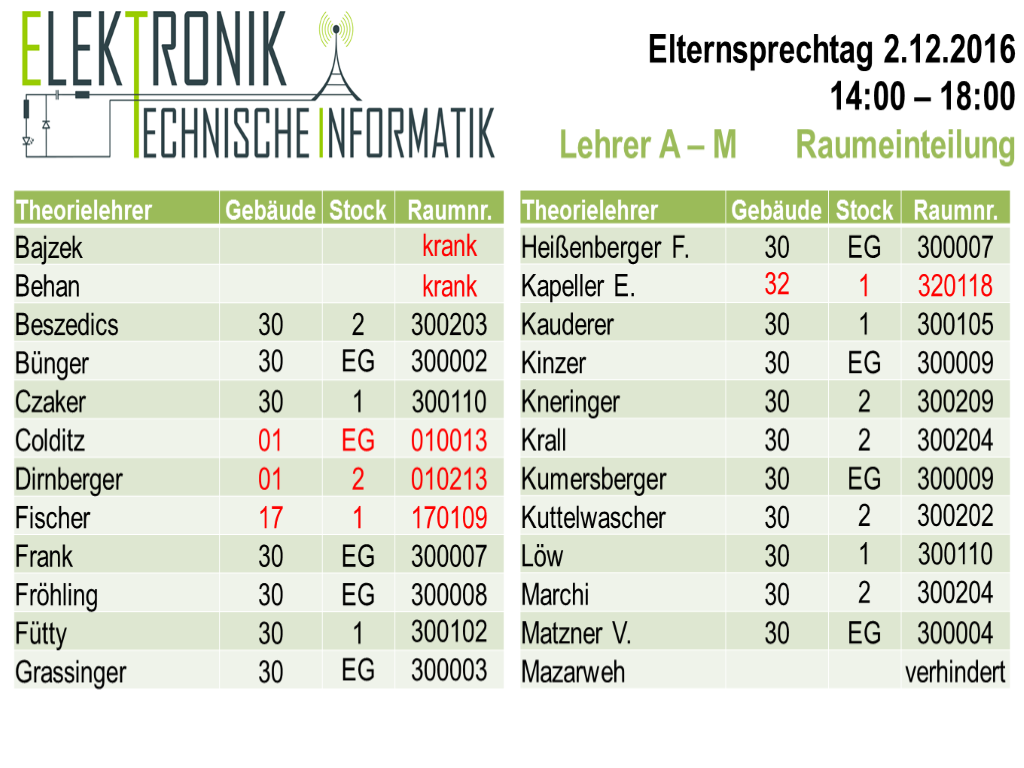 ELEKTRONIK
TECHNISCHE INFORMATIK
Elternsprechtag 2.12.2016
14:00 – 18:00
Lehrer A – M Raumeinteilung
Theorielehrer Gebäude Stock Raumnr.
Bajzek krank
Behan krank
Beszedics 30 2 300203
Bünger 30 EG 300002
Czaker 30 1 300110
Colditz 01 EG 010013
Dirnberger 01 2 010213
Fischer 17 1 170109
Frank 30 EG 300007
Fröhling 30 EG 300008
Fütty 30 1 300102
Grassinger 30 EG 300003
Theorielehrer Gebäude Stock Raumnr.
Heißenberger F. 30 EG 300007
Kapeller E. 32 1 320118
Kauderer 30 1 300105
Kinzer 30 EG 300009
Kneringer 30 2 300209
Krall 30 2 300204
Kumersberger 30 EG 300009
Kuttelwascher 30 2 300202
Löw 30 1 300110
Marchi 30 2 300204
Matzner V. 30 EG 300004
Mazarweh verhindert